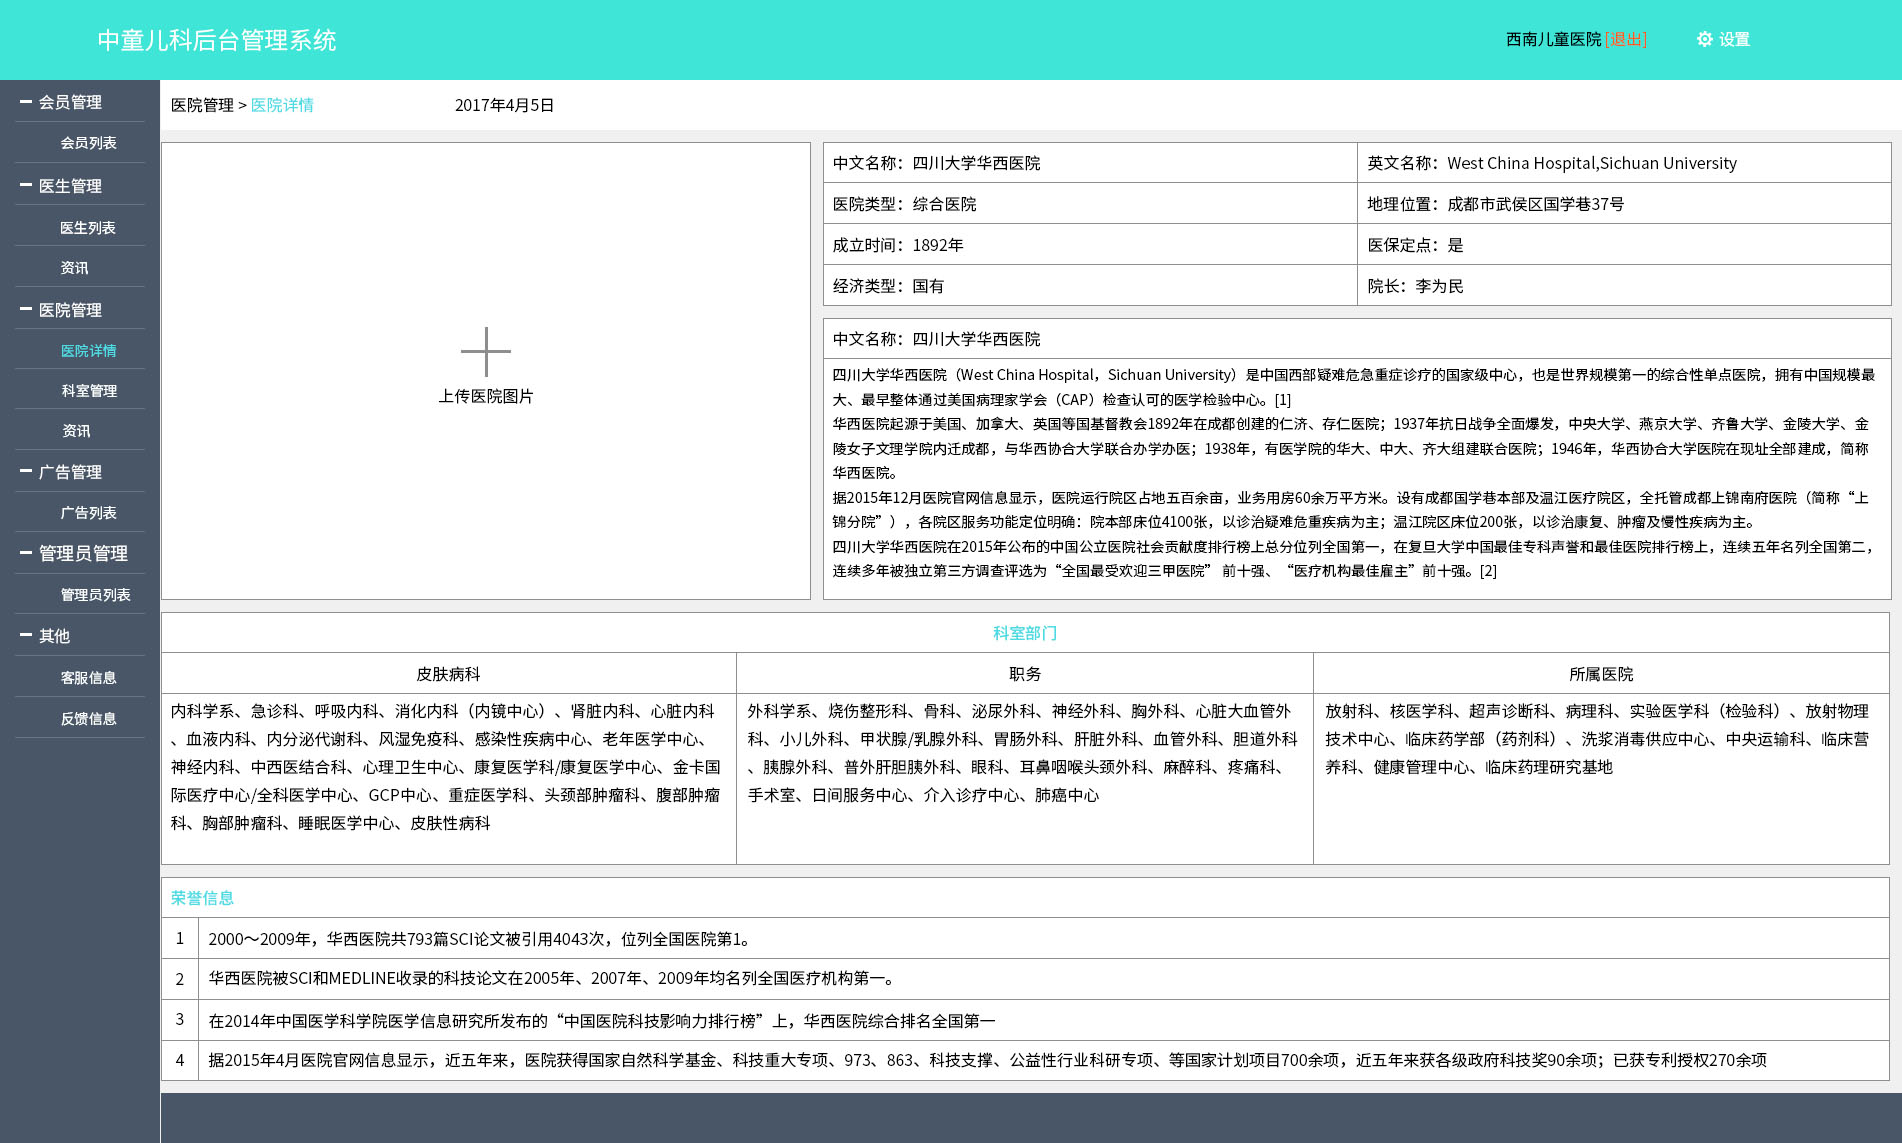 中童儿科后台管理系统
西南儿童医院 [退出]
设置
会员管理
会员列表
医生管理
医生列表
资讯
医院管理
医院详情
科室管理
资讯
广告管理
广告列表
管理员管理
管理员列表
其他
客服信息
反馈信息
医院管理 > 医院详情
2017年4月5日
上传医院图片
中文名称：四川大学华西医院
英文名称：West China Hospital,Sichuan University
医院类型：综合医院
地理位置：成都市武侯区国学巷37号
成立时间：1892年
医保定点：是
经济类型：国有
院长：李为民
中文名称：四川大学华西医院
四川大学华西医院（West China Hospital，Sichuan University）是中国西部疑难危急重症诊疗的国家级中心，也是世界规模第一的综合性单点医院，拥有中国规模最
大、最早整体通过美国病理家学会（CAP）检查认可的医学检验中心。[1]
华西医院起源于美国、加拿大、英国等国基督教会1892年在成都创建的仁济、存仁医院；1937年抗日战争全面爆发，中央大学、燕京大学、齐鲁大学、金陵大学、金
陵女子文理学院内迁成都，与华西协合大学联合办学办医；1938年，有医学院的华大、中大、齐大组建联合医院；1946年，华西协合大学医院在现址全部建成，简称
华西医院。
据2015年12月医院官网信息显示，医院运行院区占地五百余亩，业务用房60余万平方米。设有成都国学巷本部及温江医疗院区，全托管成都上锦南府医院（简称“上
锦分院”），各院区服务功能定位明确：院本部床位4100张，以诊治疑难危重疾病为主；温江院区床位200张，以诊治康复、肿瘤及慢性疾病为主。
四川大学华西医院在2015年公布的中国公立医院社会贡献度排行榜上总分位列全国第一，在复旦大学中国最佳专科声誉和最佳医院排行榜上，连续五年名列全国第二，
连续多年被独立第三方调查评选为“全国最受欢迎三甲医院” 前十强、“医疗机构最佳雇主”前十强。[2]
科室部门
皮肤病科
职务
所属医院
内科学系、急诊科、呼吸内科、消化内科（内镜中心）、肾脏内科、心脏内科
、血液内科、内分泌代谢科、风湿免疫科、感染性疾病中心、老年医学中心、
神经内科、中西医结合科、心理卫生中心、康复医学科/康复医学中心、金卡国
际医疗中心/全科医学中心、GCP中心、重症医学科、头颈部肿瘤科、腹部肿瘤
科、胸部肿瘤科、睡眠医学中心、皮肤性病科
外科学系、烧伤整形科、骨科、泌尿外科、神经外科、胸外科、心脏大血管外
科、小儿外科、甲状腺/乳腺外科、胃肠外科、肝脏外科、血管外科、胆道外科
、胰腺外科、普外肝胆胰外科、眼科、耳鼻咽喉头颈外科、麻醉科、疼痛科、
手术室、日间服务中心、介入诊疗中心、肺癌中心
放射科、核医学科、超声诊断科、病理科、实验医学科（检验科）、放射物理
技术中心、临床药学部（药剂科）、洗浆消毒供应中心、中央运输科、临床营
养科、健康管理中心、临床药理研究基地
荣誉信息
1
2000～2009年，华西医院共793篇SCI论文被引用4043次，位列全国医院第1。
2
华西医院被SCI和MEDLINE收录的科技论文在2005年、2007年、2009年均名列全国医疗机构第一。
3
在2014年中国医学科学院医学信息研究所发布的“中国医院科技影响力排行榜”上，华西医院综合排名全国第一
4
据2015年4月医院官网信息显示，近五年来，医院获得国家自然科学基金、科技重大专项、973、863、科技支撑、公益性行业科研专项、等国家计划项目700余项，近五年来获各级政府科技奖90余项；已获专利授权270余项